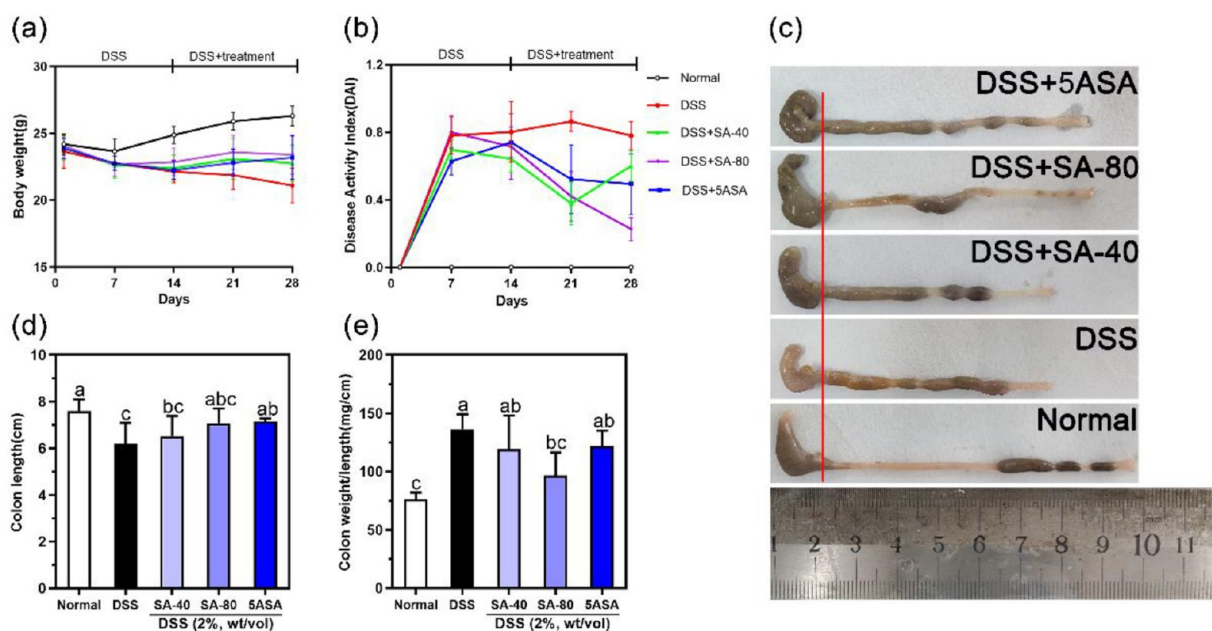 (a)
DSS DSS+treatment
Body weight(g)
30
25
20
15
0 7 14 21 28
Days
(b)
DSS DSS+treatment
Disease Activity Index(DAI)
1.2
0.8
0.4
0.0
0 7 14 21 28
Days
Normal
DSS
DSS+SA-40
DSS+SA-80
DSS+5ASA
(c)
DSS+5ASA
DSS+SA-80
DSS+SA-40
DSS
Normal
mm
1 2 3 4 5 6 7 8 9 10 11
(d)
Colon length(cm)
10
8
6
4
2
0
a c bc abc ab
Normal DSS SA-40 SA-80 5ASA
DSS (2%, wt/vol)
(e)
Colon weight/length(mg/cm)
200
150
100
50
0
c a ab bc ab
Normal DSS SA-40 SA-80 5ASA
DSS (2%, wt/vol)